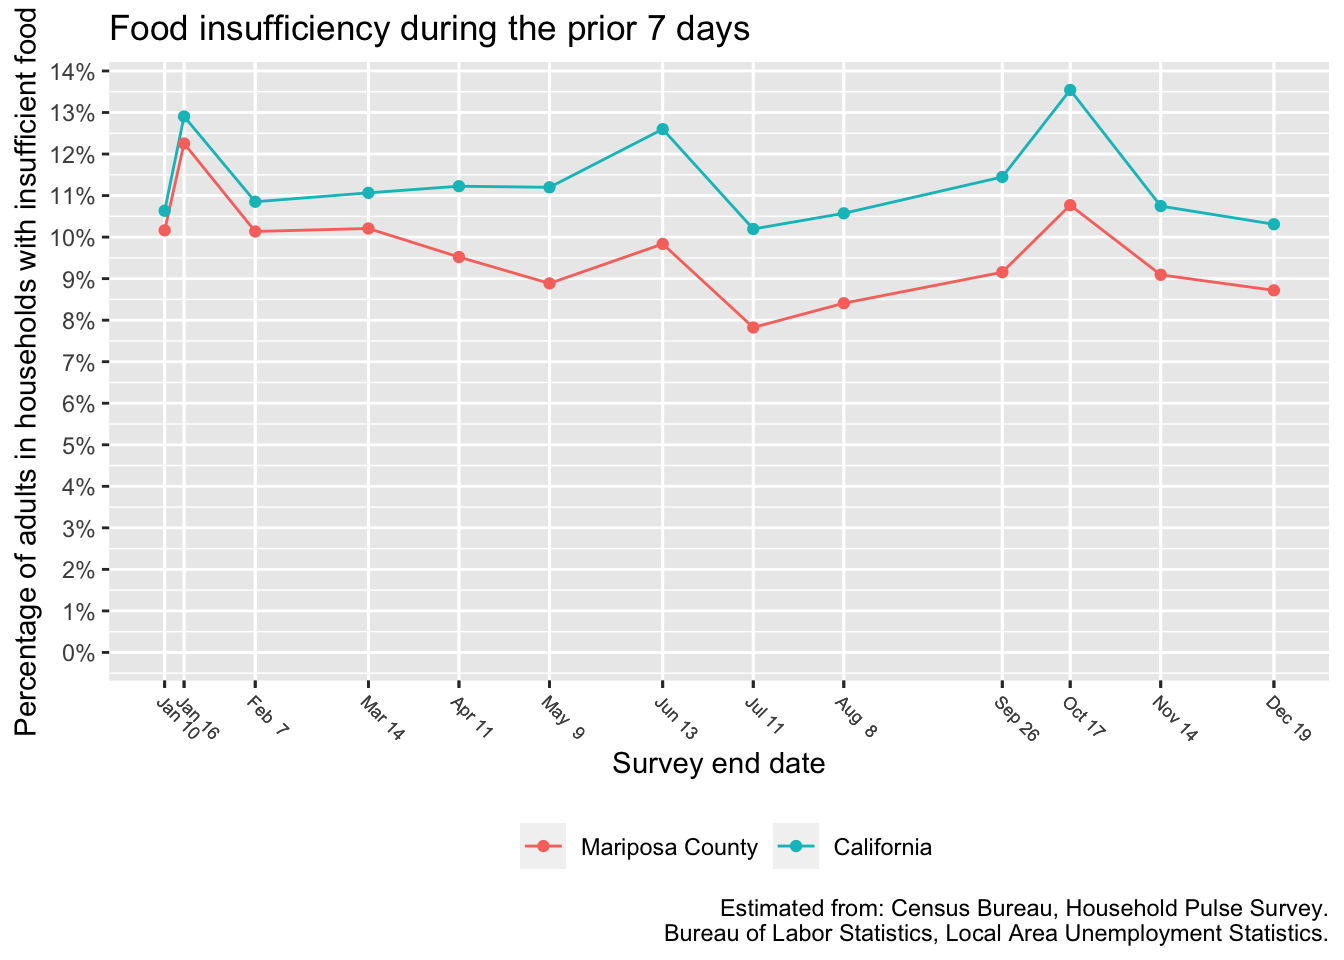 Food insufficiency during the prior 7 days
Percentage of adults in households with insufficient food
14%
13%
12%
11%
10%
9%
8%
7%
6%
5%
4%
3%
2%
1%
0%
Jan 10
Jan 16
Feb 7
Mar 14
Apr 11
May 9
Jun 13
Jul 11
Aug 8
Sep 26
Oct 17
Nov 14
Dec 19
Survey end date
Mariposa County
California
Estimated from: Census Bureau, Household Pulse Survey.
Bureau of Labor Statistics, Local Area Unemployment Statistics.